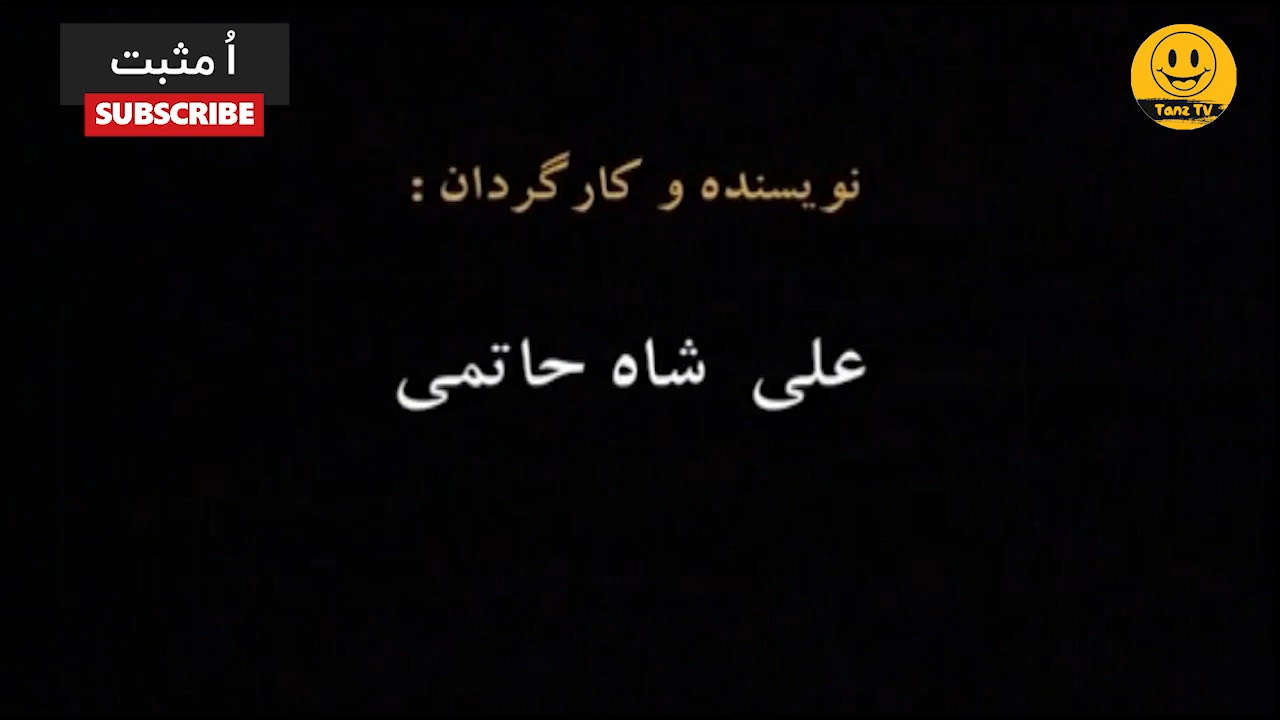 اُ مثبت
SUBSCRIBE
Tanz TV
نویسنده و کارگردان :
علی شاه حاتمی